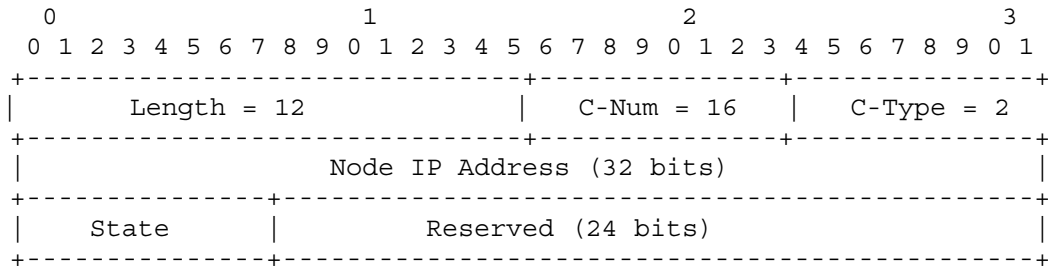 0 1 2 3
0 1 2 3 4 5 6 7 8 9 0 1 2 3 4 5 6 7 8 9 0 1 2 3 4 5 6 7 8 9 0 1
+-------------------------------+---------------+---------------+
| Length = 12 | C-Num = 16 | C-Type = 2
+-------------------------------+---------------+---------------+
| Node IP Address (32 bits) |
+---------------+-----------------------------------------------+
| State | Reserved (24 bits) |
+---------------+-----------------------------------------------+